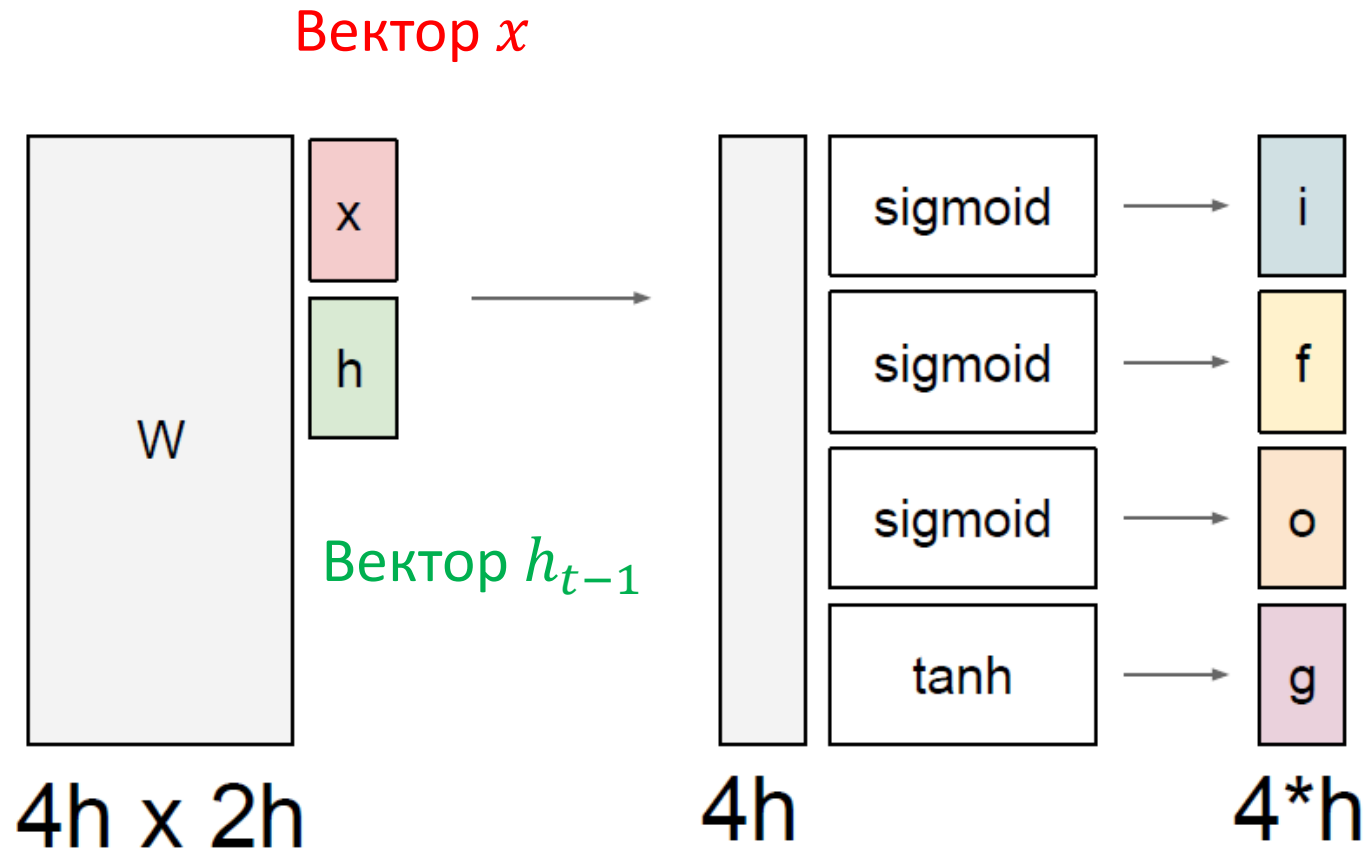 Вектор x
W
x
h
Вектор h_{t-1}
4h x 2h
4h
sigmoid
sigmoid
sigmoid
tanh
i
f
o
g
4*h